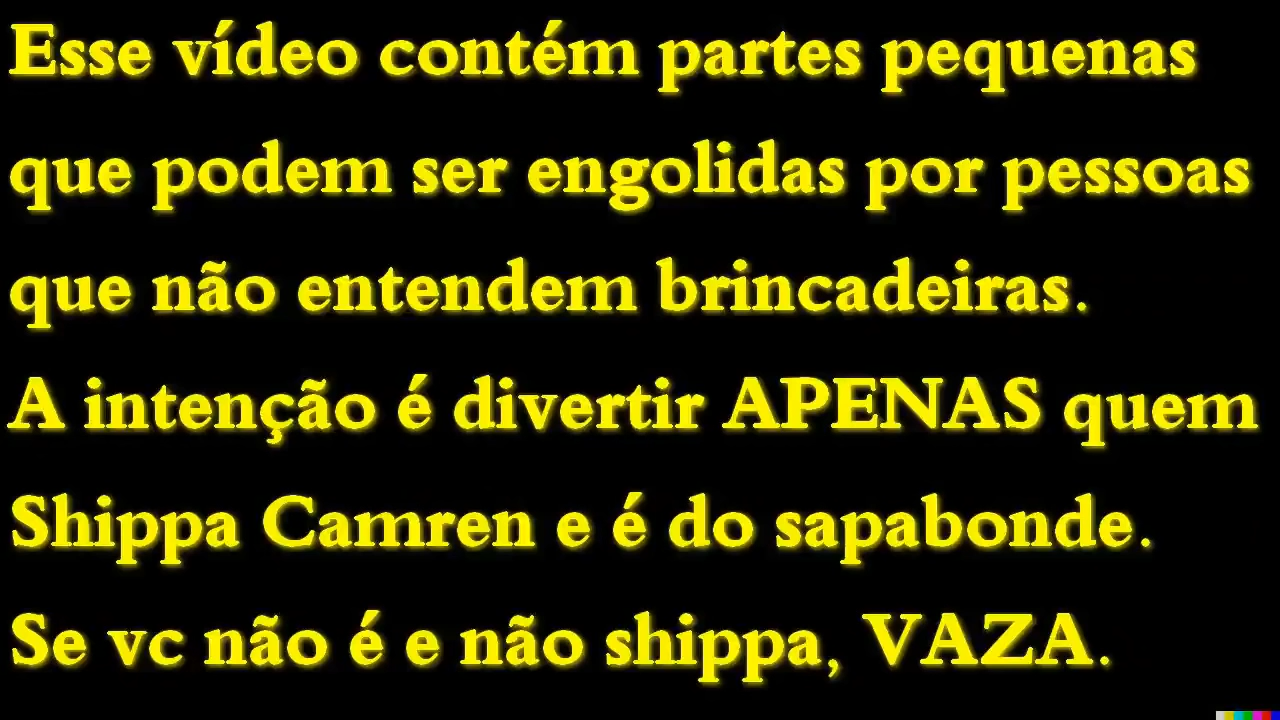 Esse vídeo contém partes pequenas
que podem ser engolidas por pessoas
que não entendem brincadeiras.
A intenção é divertir APENAS quem
Shippa Camren e é do sapabonde.
Se vc não é e não shippa, VAZA.